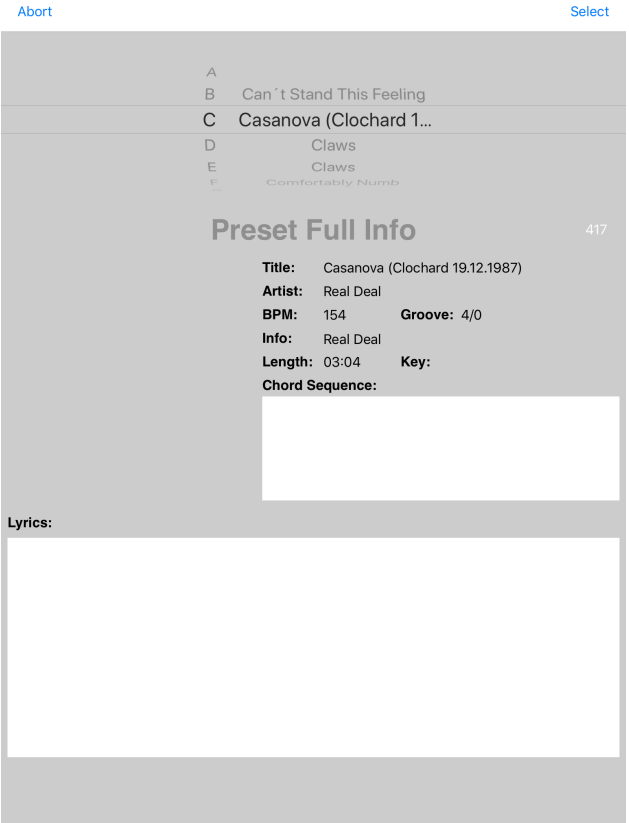 Abort Select
A
B Can´t Stand This Feeling
C Casanova (Clochard 1...
D Claws
E Claws
F Comfortably Numb
Preset Full Info 417
Title: Casanova (Clochard 19.12.1987)
Artist: Real Deal
BPM: 154 Groove: 4/0
Info: Real Deal
Length: 03:04 Key:
Chord Sequence:
Lyrics: